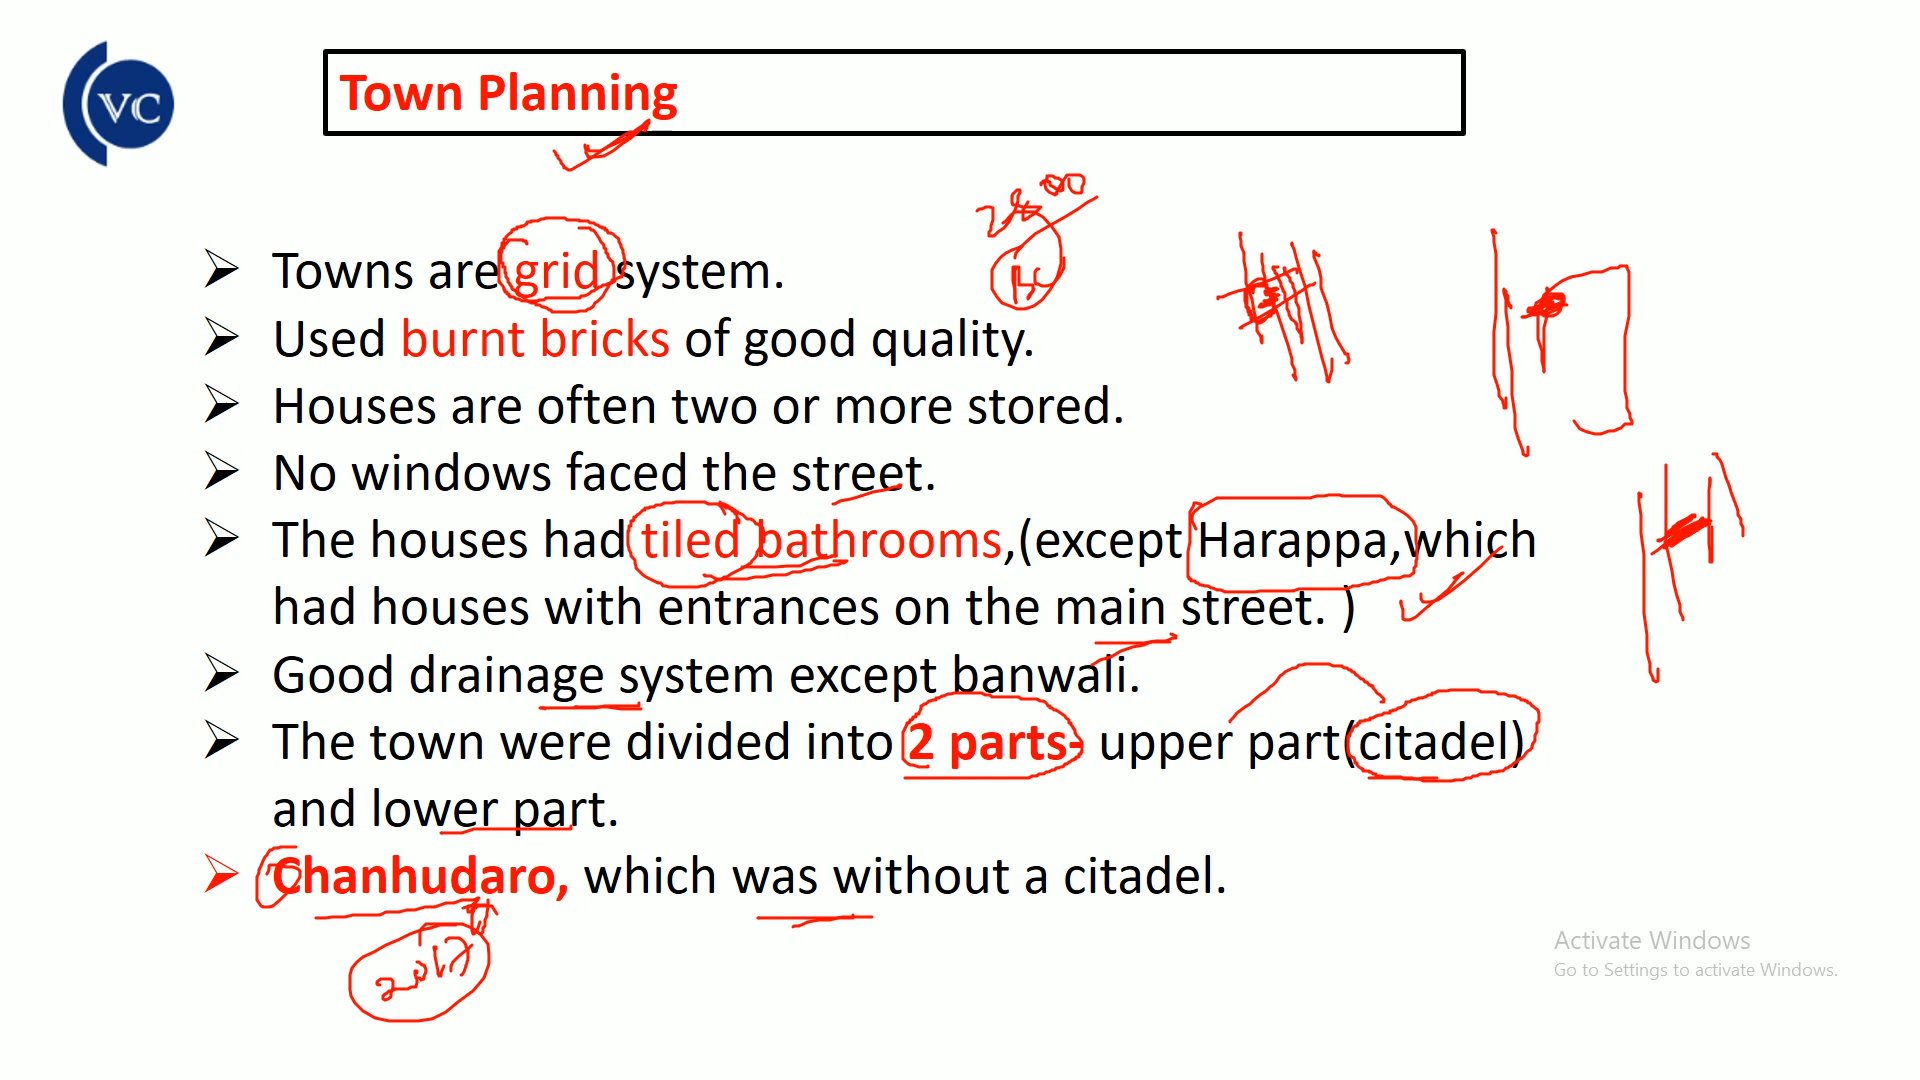 VC
Town Planning
2800
BC
➢ Towns are grid system.
➢ Used burnt bricks of good quality.
➢ Houses are often two or more stored.
➢ No windows faced the street.
➢ The houses had tiled bathrooms,(except Harappa,which
had houses with entrances on the main street. )
➢ Good drainage system except banwali.
➢ The town were divided into 2 parts- upper part(citadel)
and lower part.
➢ Chanhudaro, which was without a citadel.
2017
Activate Windows
Go to Settings to activate Windows.